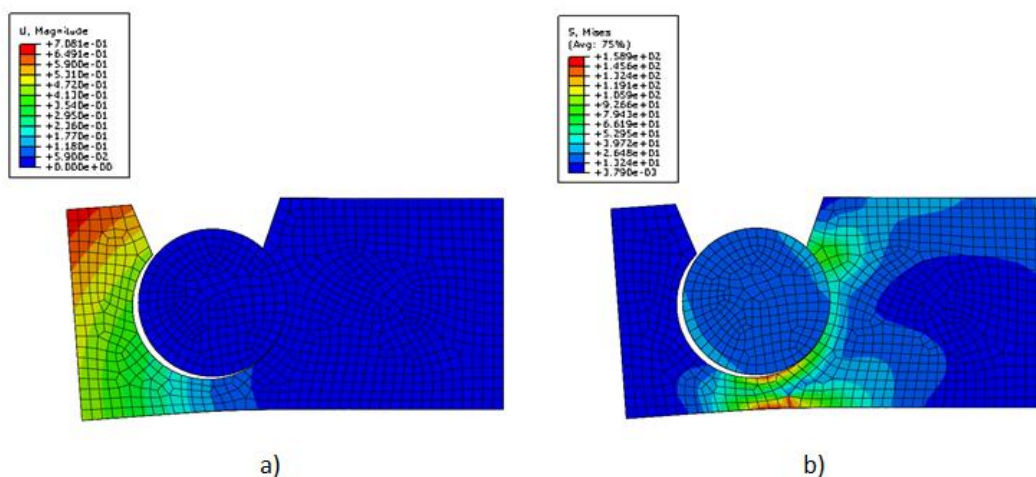 U, Magnitude
+7.081e-01
+6.491e-01
+5.900e-01
+5.310e-01
+4.720e-01
+4.130e-01
+3.540e-01
+2.950e-01
+2.360e-01
+1.770e-01
+1.180e-01
+5.900e-02
+0.000e+00
S, Mises
(Avg: 75%)
+1.589e+02
+1.456e+02
+1.324e+02
+1.191e+02
+1.059e+02
+9.266e+01
+7.943e+01
+6.619e+01
+5.295e+01
+3.972e+01
+2.648e+01
+1.324e+01
+3.790e-03
a)
b)